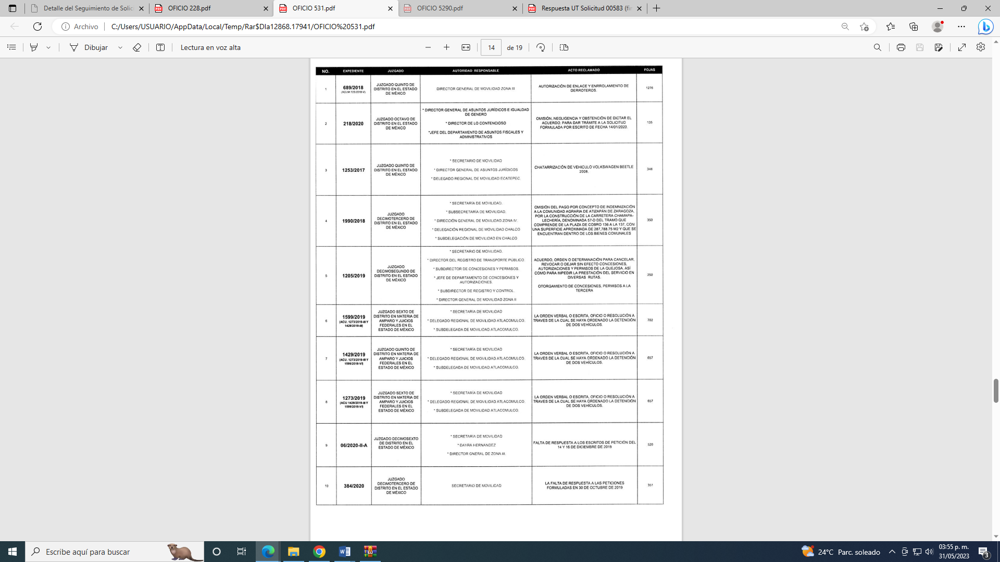 Detalle del Seguimiento de Solici
OFICIO 228.pdf
OFICIO 531.pdf
OFICIO 5290.pdf
Respuesta UT Solicitud 00583 (fir
Archivo
C:/Users/USUARIO/AppData/Local/Temp/Rar$DIa12868.17941/OFICIO%20531.pdf
Dibujar
Lectura en voz alta
14
de 19
NO.
EXPEDIENTE
JUZGADO
AUTORIDAD RESPONSABLE
ACTO RECLAMADO
FOJAS
1
689/2018
(ACUM 723/2018-V)
JUZGADO QUINTO DE
DISTRITO EN EL ESTADO
DE MÉXICO
DIRECTOR GENERAL DE MOVILIDAD ZONA III
AUTORIZACIÓN DE ENLACE Y ENRROLAMIENTO DE
DERROTEROS.
1276
2
218/2020
JUZGADO OCTAVO DE
DISTRITO EN EL ESTADO
DE MÉXICO
* DIRECTOR GENERAL DE ASUNTOS JURÍDICOS E IGUALDAD
DE GENERO
* DIRECTOR DE LO CONTENCIOSO
*JEFE DEL DEPARTAMENTO DE ASUNTOS FISCALES Y
ADMINISTRATIVOS
OMISIÓN, NEGLIGENCIA Y OBSTENCIÓN DE DICTAR EL
ACUERDO, PARA DAR TRÁMITE A LA SOLICITUD
FORMULADA POR ESCRITO DE FECHA 14/01/2020.
135
3
1253/2017
JUZGADO QUINTO DE
DISTRITO EN EL ESTADO
DE MÉXICO
* SECRETARIO DE MOVILIDAD
* DIRECTOR GENERAL DE ASUNTOS JURÍDICOS
* DELEGADO REGIONAL DE MOVILIDAD ECATEPEC.
CHATARRIZACIÓN DE VEHICULO VOLKSWAGEN BEETLE
2008.
4
1990/2018
JUZGADO
DECIMOTERCERO DE
DISTRITO EN EL ESTADO
DE MÉXICO
* SECRETARÍA DE MOVILIDAD.
* SUBSECRETARÍA DE MOVILIDAD.
* DIRECCIÓN GENERAL DE MOVILIDAD ZONA IV.
* DELEGACIÓN REGIONAL DE MOVILIDAD CHALCO
* SUBDELEGACIÓN DE MOVILIDAD EN CHALCO
OMISIÓN DEL PAGO POR CONCEPTO DE INDEMNIZACIÓN
A LA COMUNIDAD AGRARIA DE ATIZAPÁN DE ZARAGOZA,
POR LA CONSTRUCCIÓN DE LA CARRETERA CHAMAPA-
LECHERÍA, DENOMINADA 57-D DEL TRAMO QUE
COMPRENDE DE LA PLAZA DE COBRO 136 A LA 137, CON
UNA SUPERFICIE APROXIMADA DE 287,788.75 M2 Y QUE SE
ENCUENTRAN DENTRO DE LOS BIENES COMUNALES
350
5
1205/2019
JUZGADO
DECIMOSEGUNDO DE
DISTRITO EN EL ESTADO
DE MÉXICO
* SECRETARIO DE MOVILIDAD.
* DIRECTOR DEL REGISTRO DE TRANSPORTE PÚBLICO.
* SUBDIRECTOR DE CONCESIONES Y PERMISOS.
* JEFE DE DEPARTAMENTO DE CONCESIONES Y
AUTORIZACIONES.
* SUBDIRECTOR DE REGISTRO Y CONTROL.
* DIRECTOR GENERAL DE MOVILIDAD ZONA II
ACUERDO, ORDEN O DETERMINACIÓN PARA CANCELAR,
REVOCAR O DEJAR SIN EFECTO CONCESIONES,
AUTORIZACIONES Y PERMISOS DE LA QUEJOSA, ASÍ
COMO PARA IMPEDIR LA PRESTACIÓN DEL SERVICIO EN
DIVERSAS RUTAS.
OTORGAMIENTO DE CONCESIONES, PERMISOS A LA
TERCERA
250
6
1599/2019
(ACU. 1273/2019-III Y
1429/2019-III)
JUZGADO SEXTO DE
DISTRITO EN MATERIA DE
AMPARO Y JUICIOS
FEDERALES EN EL
ESTADO DE MÉXICO
* SECRETARIA DE MOVILIDAD
* DELEGADO REGIONAL DE MOVILIDAD ATLACOMULCO.
* SUBDELEGADA DE MOVILIDAD ATLACOMULCO.
LA ORDEN VERBAL O ESCRITA, OFICIO O RESOLUCIÓN A
TRAVES DE LA CUAL SE HAYA ORDENADO LA DETENCIÓN
DE DOS VEHÍCULOS.
702
7
1429/2019
(ACU. 1273/2019-III Y
1599/2019-VI)
JUZGADO QUINTO DE
DISTRITO EN MATERIA DE
AMPARO Y JUICIOS
FEDERALES EN EL
ESTADO DE MÉXICO
* SECRETARÍA DE MOVILIDAD
* DELEGADO REGIONAL DE MOVILIDAD ATLACOMULCO.
* SUBDELEGADA DE MOVILIDAD ATLACOMULCO.
LA ORDEN VERBAL O ESCRITA, OFICIO O RESOLUCIÓN A
TRAVES DE LA CUAL SE HAYA ORDENADO LA DETENCIÓN
DE DOS VEHÍCULOS.
657
8
1273/2019
(ACU 1429/2019-III Y
1599/2019-VI)
JUZGADO SEXTO DE
DISTRITO EN MATERIA DE
AMPARO Y JUICIOS
FEDERALES EN EL
ESTADO DE MÉXICO
* SECRETARÍA DE MOVILIDAD
* DELEGADO REGIONAL DE MOVILIDAD ATLACOMULCO.
* SUBDELEGADA DE MOVILIDAD ATLACOMULCO.
LA ORDEN VERBAL O ESCRITA, OFICIO O RESOLUCIÓN A
TRAVES DE LA CUAL SE HAYA ORDENADO LA DETENCIÓN
DE DOS VEHÍCULOS.
657
9
06/2020-II-A
JUZGADO DECIMOSEXTO
DE DISTRITO EN EL
ESTADO DE MÉXICO
* SECRETARÍA DE MOVILIDAD
* DAYRA HERNANDEZ
* DIRECTOR GNERAL DE ZONA III.
FALTA DE RESPUESTA A LOS ESCRITOS DE PETICIÓN DEL
14 Y 16 DE DICIEMBRE DE 2019
520
10
384/2020
JUZGADO
DECIMOTERCERO DE
DISTRITO EN EL ESTADO
DE MÉXICO
SECRETARIO DE MOVILIDAD
LA FALTA DE RESPUESTA A LAS PETICIONES
FORMULADAS EN 30 DE OCTUBRE DE 2019
351
Escribe aquí para buscar
24°C Parc. soleado
03:55 p. m.
31/05/2023
3